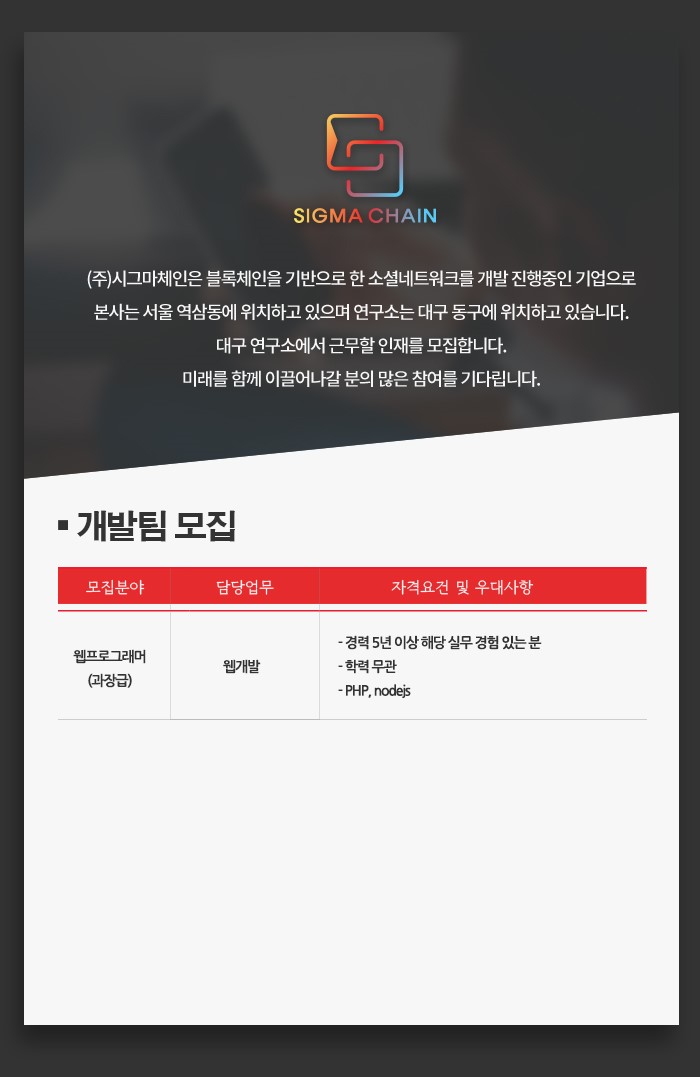 SIGMA CHAIN
(주)시그마체인은 블록체인을 기반으로 한 소셜네트워크를 개발 진행중인 기업으로
본사는 서울 역삼동에 위치하고 있으며 연구소는 대구 동구에 위치하고 있습니다.
대구 연구소에서 근무할 인재를 모집합니다.
미래를 함께 이끌어나갈 분의 많은 참여를 기다립니다.
개발팀 모집
모집분야 담당업무 자격요건 및 우대사항
웹프로그래머
(과장급)
웹개발
- 경력 5년 이상 해당 실무 경험 있는 분
- 학력 무관
- PHP, nodejs